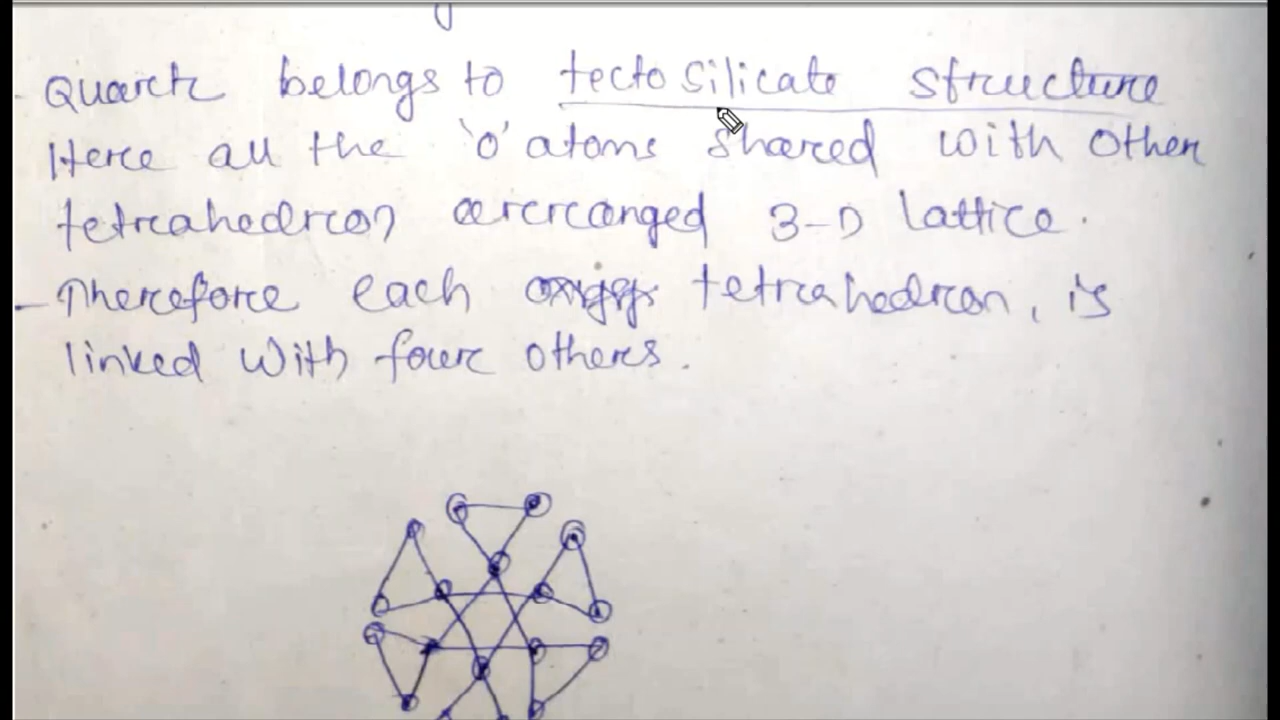 - Quartz belongs to tecto silicate structure
Here all the 'O' atoms shared with other
tetrahedron arranged 3-D lattice.
- Therefore each tetrahedron, is
linked with four others.